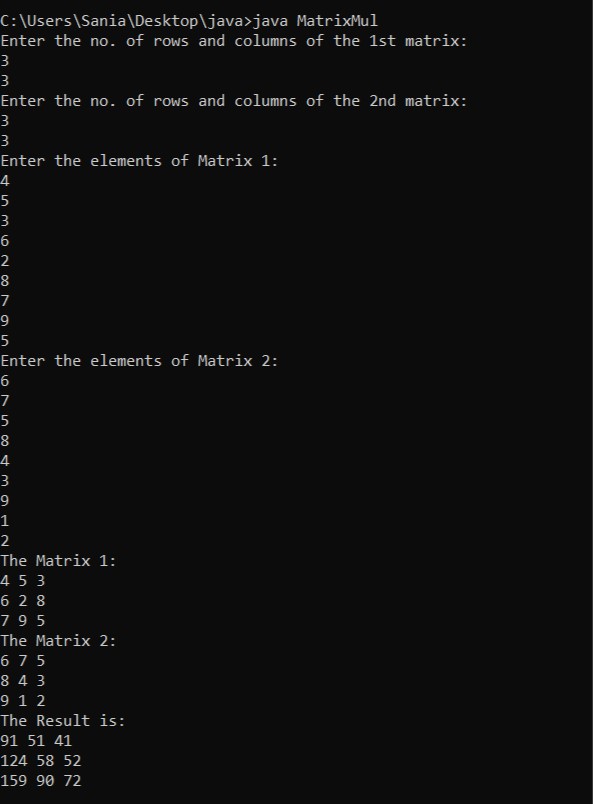 C:\Users\Sania\Desktop\java>java MatrixMul
Enter the no. of rows and columns of the 1st matrix:
3
3
Enter the no. of rows and columns of the 2nd matrix:
3
3
Enter the elements of Matrix 1:
4
5
3
6
2
8
7
9
5
Enter the elements of Matrix 2:
6
7
5
8
4
3
9
1
2
The Matrix 1:
4 5 3
6 2 8
7 9 5
The Matrix 2:
6 7 5
8 4 3
9 1 2
The Result is:
91 51 41
124 58 52
159 90 72